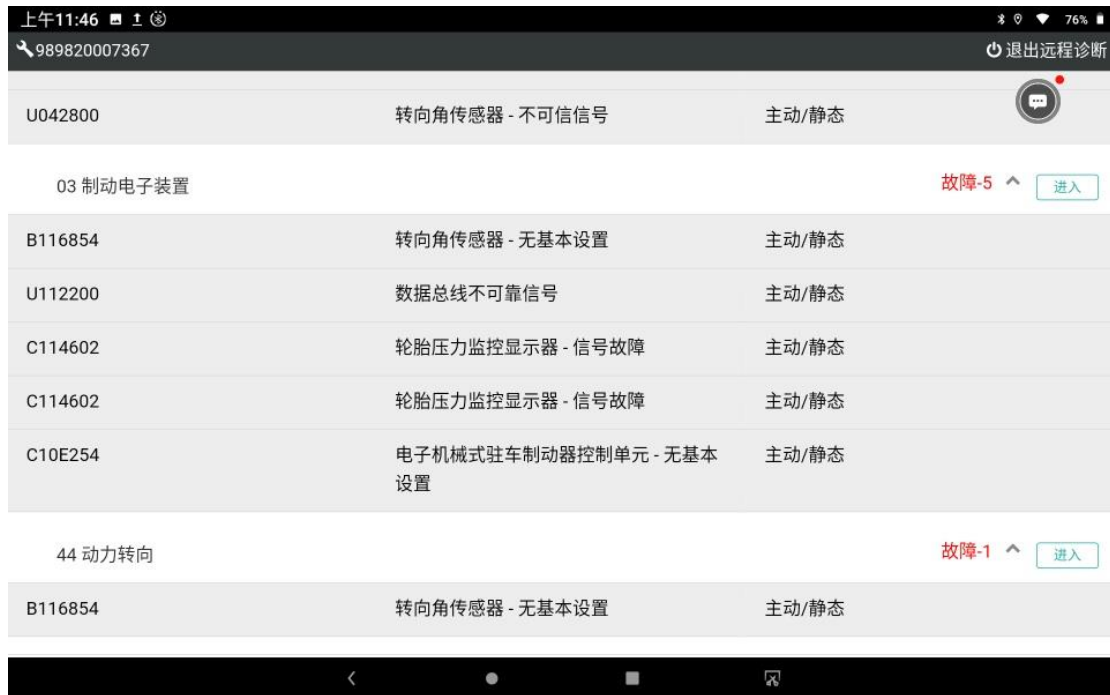 上午11:46
76%
989820007367
退出远程诊断
U042800 转向角传感器 - 不可信信号 主动/静态
03 制动电子装置 故障-5 进入
B116854 转向角传感器 - 无基本设置 主动/静态
U112200 数据总线不可靠信号 主动/静态
C114602 轮胎压力监控显示器 - 信号故障 主动/静态
C114602 轮胎压力监控显示器 - 信号故障 主动/静态
C10E254 电子机械式驻车制动器控制单元 - 无基本 主动/静态
设置
44 动力转向 故障-1 进入
B116854 转向角传感器 - 无基本设置 主动/静态